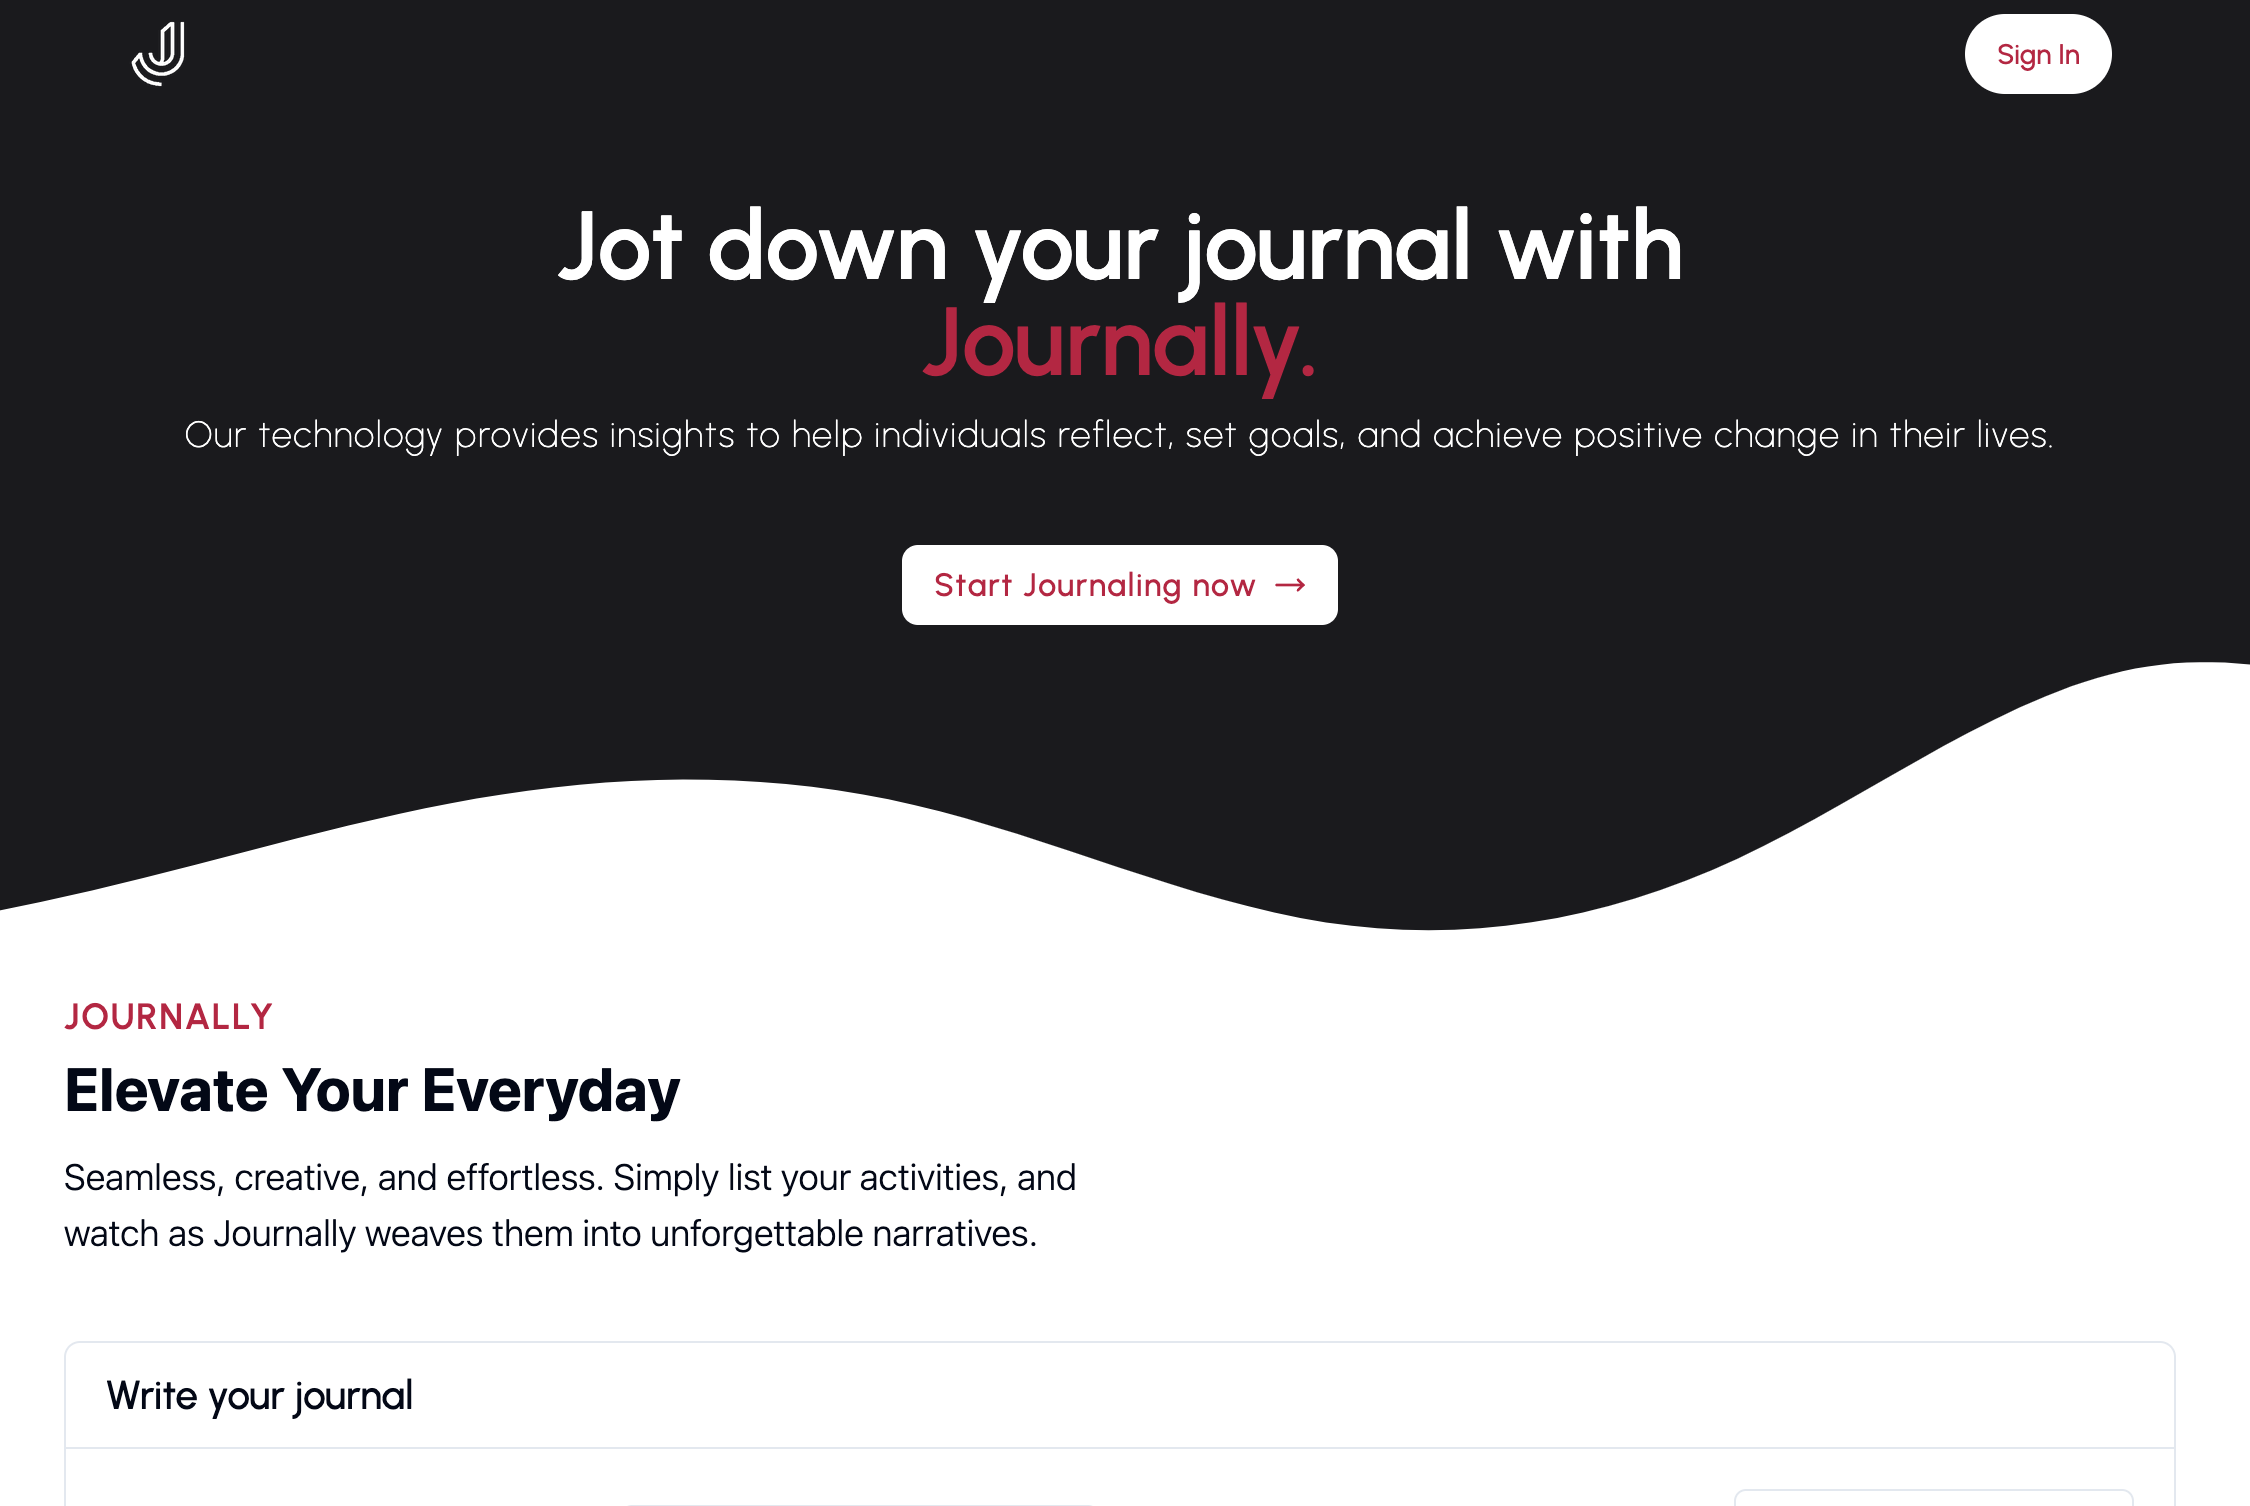 Sign In
Jot down your journal with
Journally.
Our technology provides insights to help individuals reflect, set goals, and achieve positive change in their lives.
Start Journaling now →
JOURNALLY
Elevate Your Everyday
Seamless, creative, and effortless. Simply list your activities, and
watch as Journally weaves them into unforgettable narratives.
Write your journal